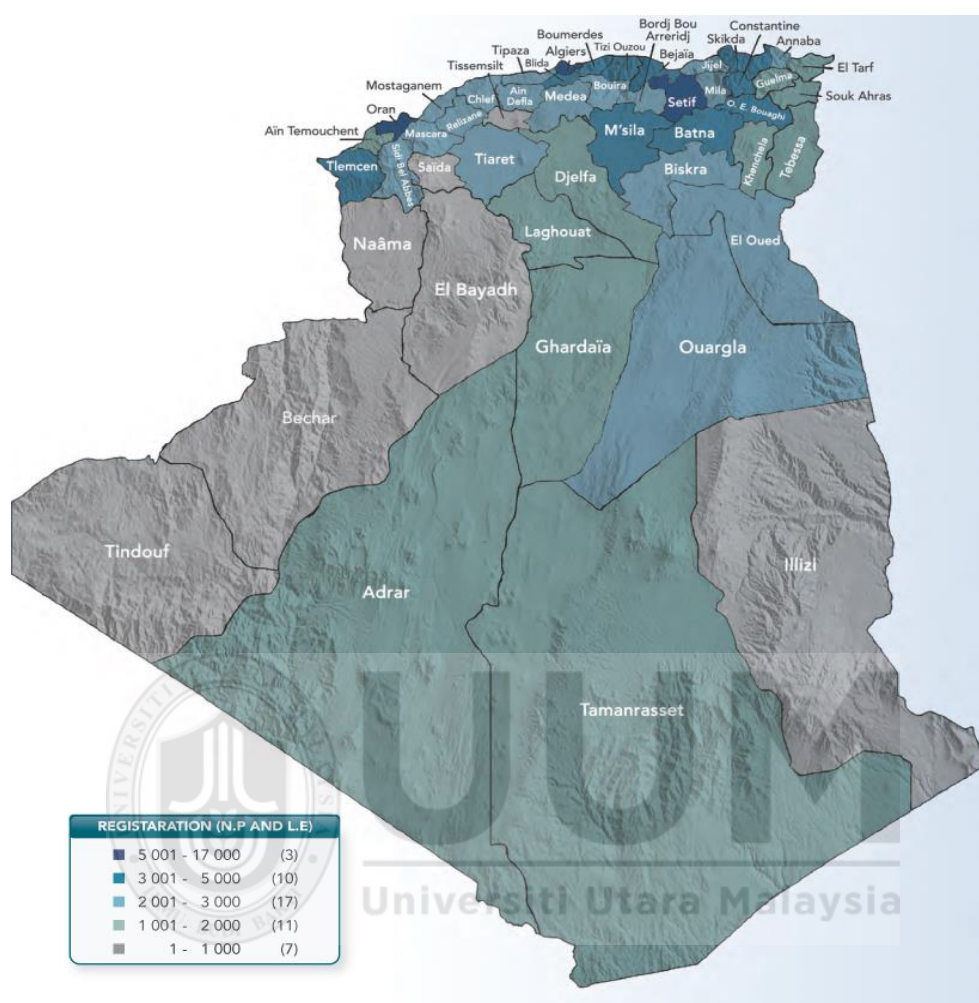 Constantine
Bordj Bou
Arreridj
Skikda
Boumerdes
Annaba
Tizi Ouzou
Bejaïa
Algiers
Tipaza
Blida
Jijel
El Tarf
Tissemsilt
Guelma
Bouira
Mila
Ain
Defla
Medea
Mostaganem
Chlef
Setif
Souk Ahras
O. E. Bouaghi
Oran
Relizane
Mascara
Aïn Temouchent
M'sila
Batna
Tlemcen
Sidi Bel Abbes
Saïda
Tiaret
Djelfa
Biskra
Khenchela
Tebessa
Naâma
Laghouat
El Oued
El Bayadh
Ghardaïa
Ouargla
Bechar
Tindouf
Illizi
Adrar
Tamanrasset
UUM
Universiti Utara Malaysia
REGISTARATION (N.P AND L.E)
5 001 - 17 000 (3)
3 001 - 5 000 (10)
2 001 - 3 000 (17)
1 001 - 2 000 (11)
1 - 1 000 (7)